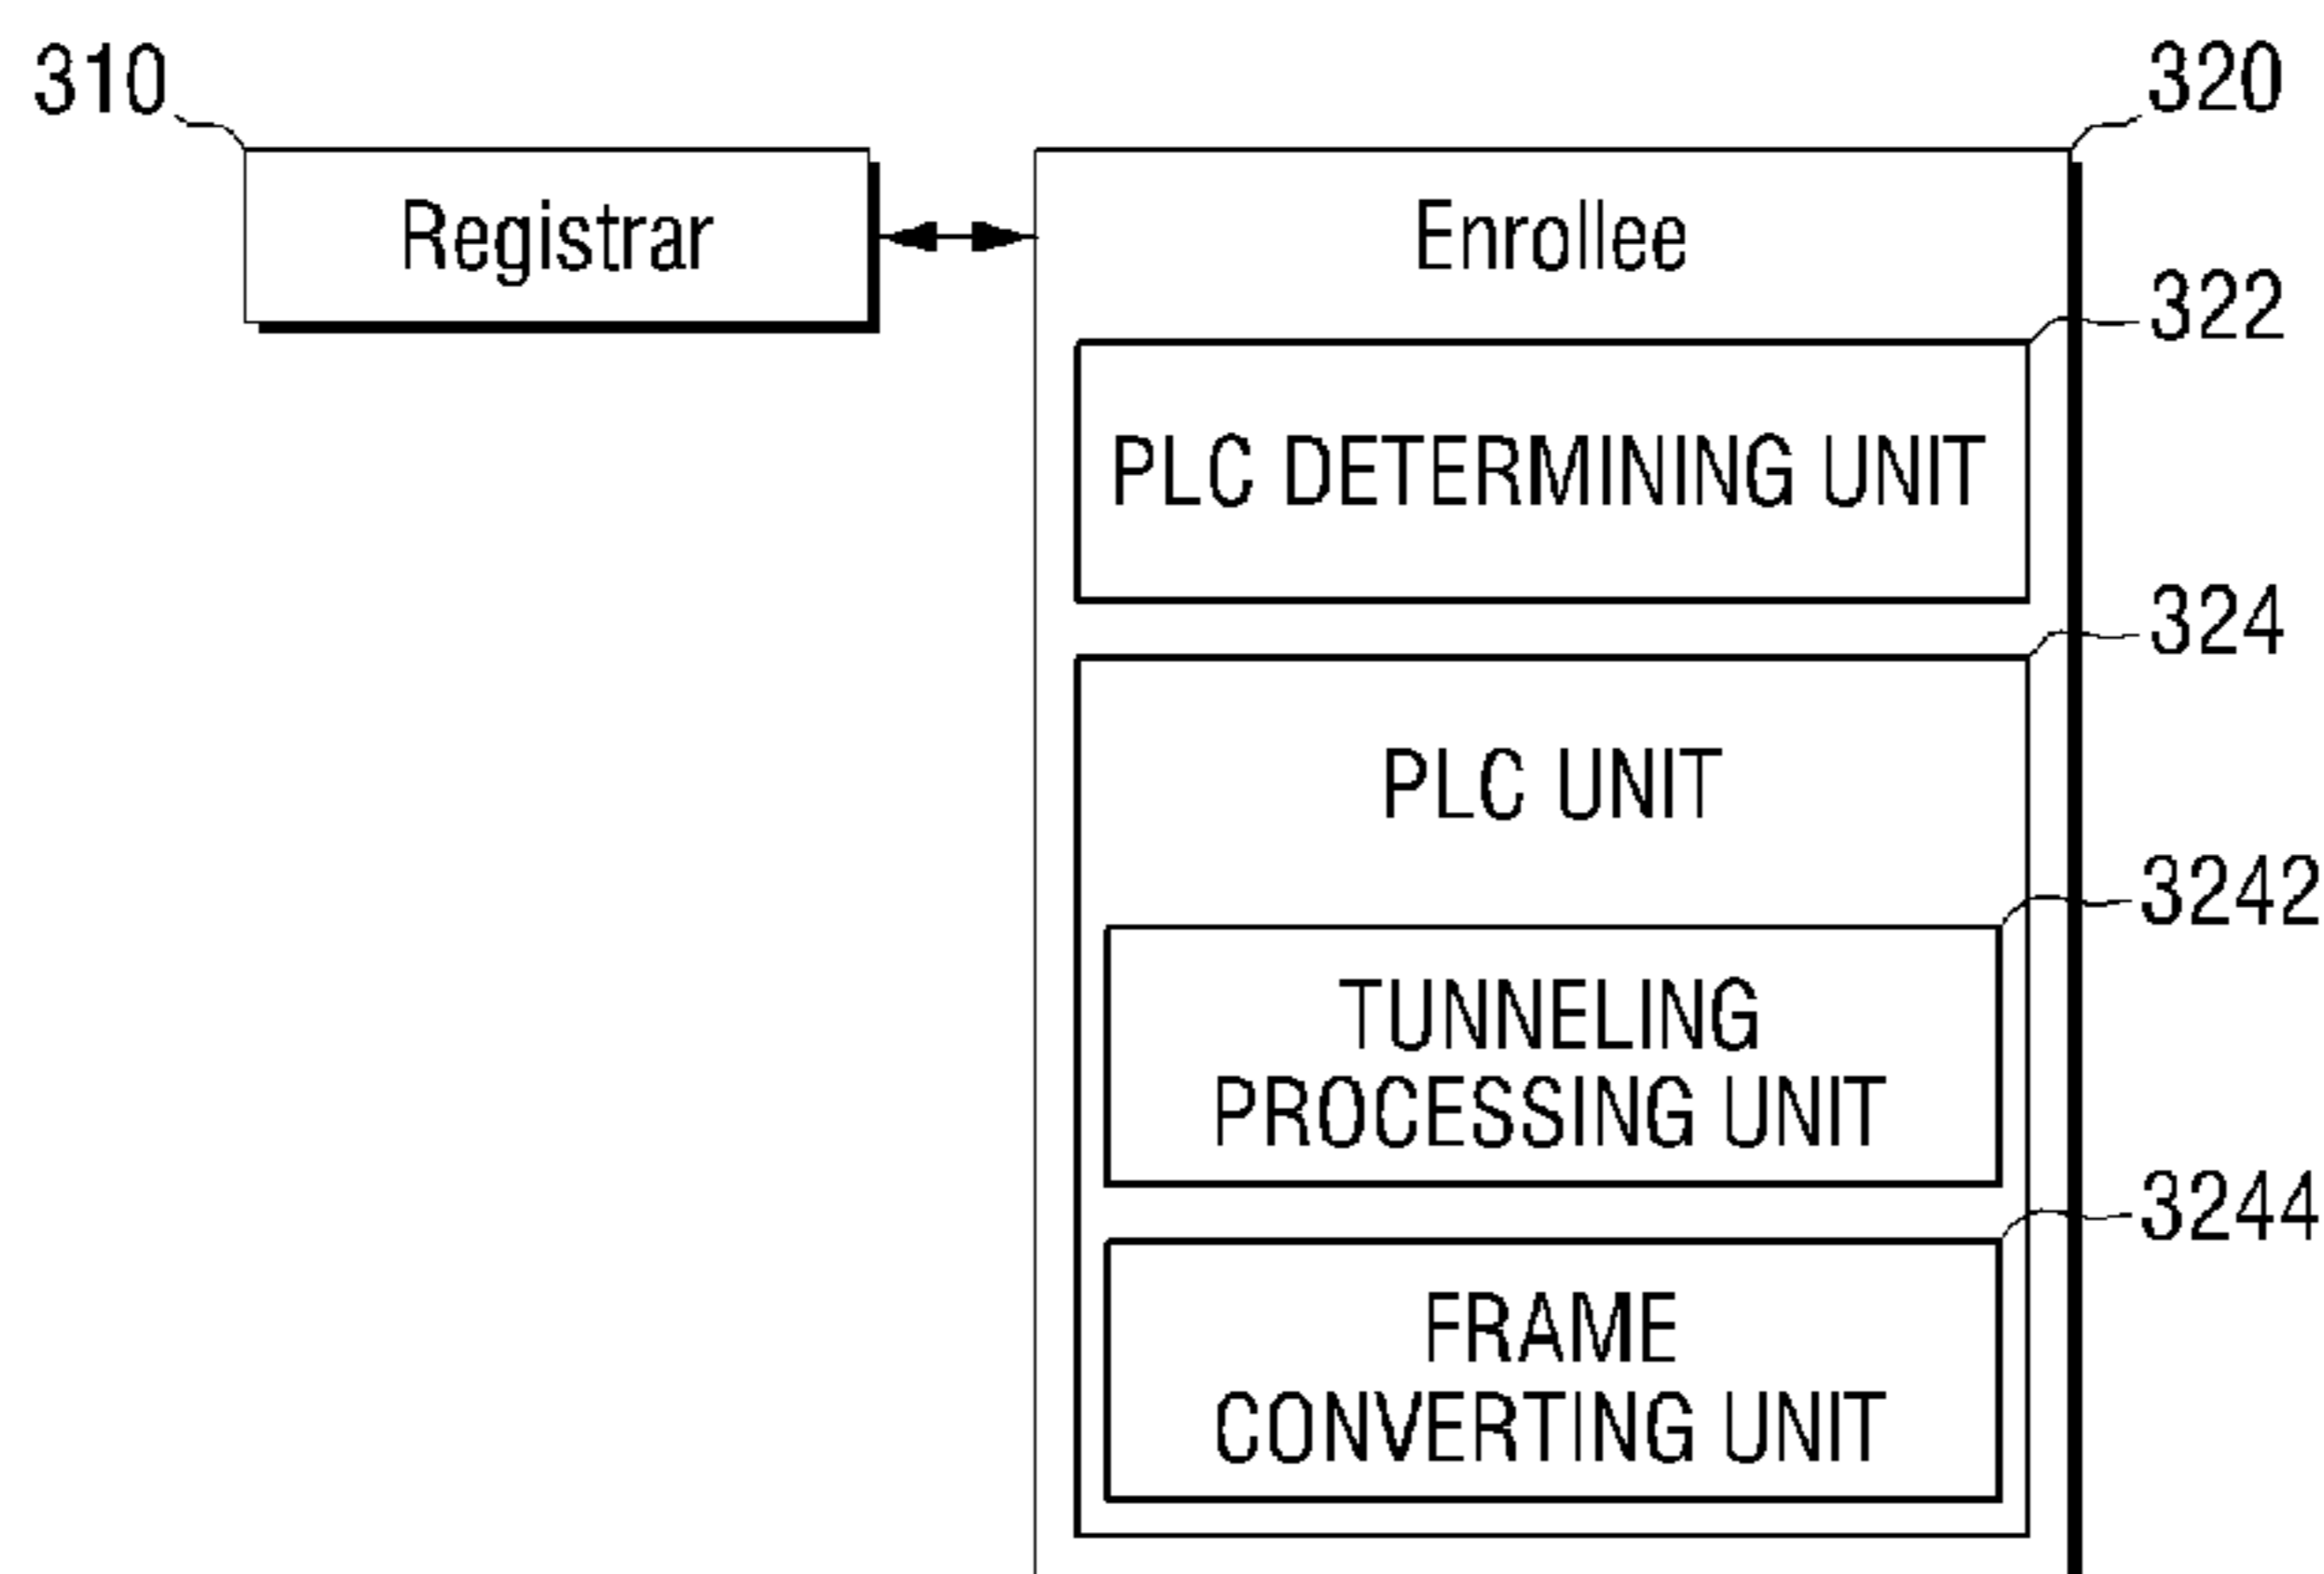 310
320
Registrar
Enrollee
322
PLC DETERMINING UNIT
324
PLC UNIT
3242
TUNNELING
PROCESSING UNIT
3244
FRAME
CONVERTING UNIT